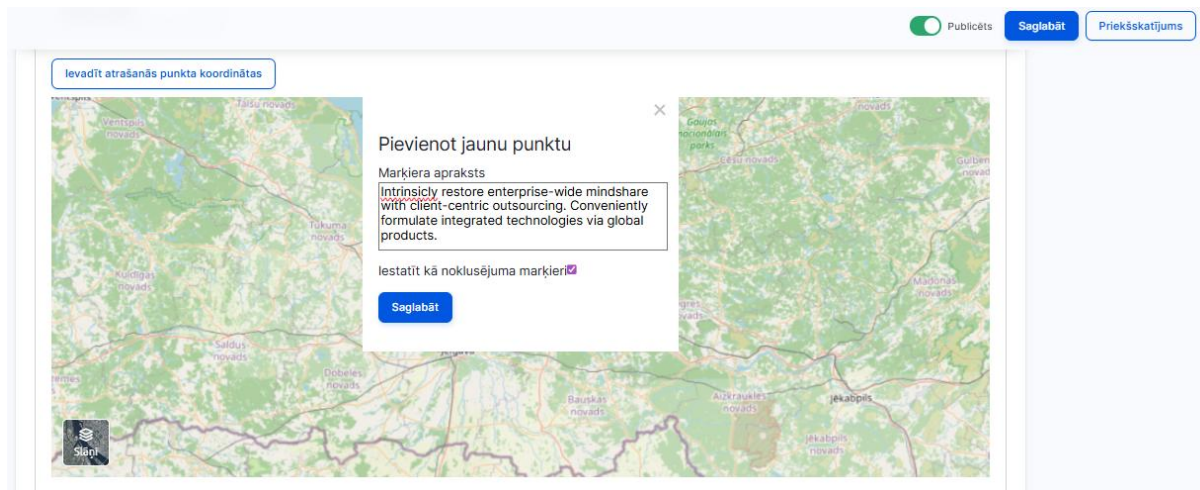 Publicēts
Saglabāt
Priekšskatījums
Ievadīt atrašanās punkta koordinātas
Talsu novads
novads
Ventspils
novads
Gaujas
nacionālais
parks
Cēsu novads
novads
×
Pievienot jaunu punktu
Marķiera apraksts
Intrinsicly restore enterprise-wide mindshare
with client-centric outsourcing. Conveniently
formulate integrated technologies via global
products.
Iestatīt kā noklusējuma marķieri
Saglabāt
Tukuma
novads
Kuldīgas
novads
Madonas
novads
novads
Saldus
novads
Jelgava
Dobeles
novads
Bauskas
novads
Aizkraukles
novads
Jēkabpils
Jēkabpils
novads
Slāņi